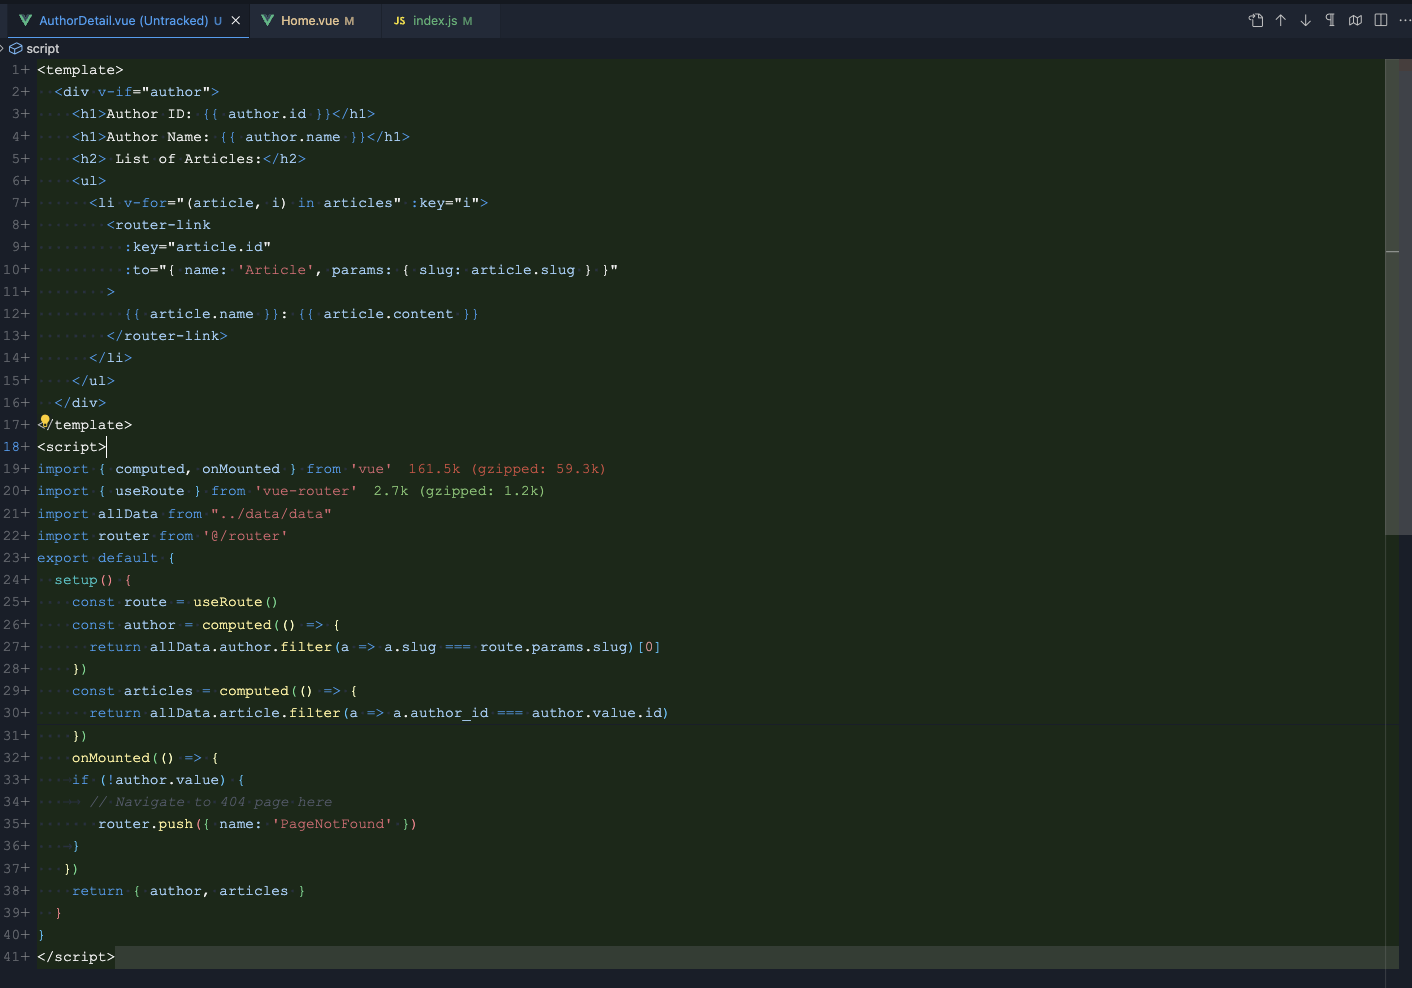 AuthorDetail.vue (Untracked) U × Home.vue M JS index.js M
script
1+ <template>
2+ <div v-if="author">
3+ <h1>Author ID: {{ author.id }}</h1>
4+ <h1>Author Name: {{ author.name }}</h1>
5+ <h2> List of Articles:</h2>
6+ <ul>
7+ <li v-for="(article, i) in articles" :key="i">
8+ <router-link
9+ :key="article.id"
10+ :to="{ name: 'Article', params: { slug: article.slug } }"
11+ >
12+ {{ article.name }}: {{ article.content }}
13+ </router-link>
14+ </li>
15+ </ul>
16+ </div>
17+ </template>
18+ <script>
19+ import { computed, onMounted } from 'vue' 161.5k (gzipped: 59.3k)
20+ import { useRoute } from 'vue-router' 2.7k (gzipped: 1.2k)
21+ import allData from "../data/data"
22+ import router from '@/router'
23+ export default {
24+ setup() {
25+ const route = useRoute()
26+ const author = computed(() => {
27+ return allData.author.filter(a => a.slug === route.params.slug)[0]
28+ })
29+ const articles = computed(() => {
30+ return allData.article.filter(a => a.author_id === author.value.id)
31+ })
32+ onMounted(() => {
33+ if (!author.value) {
34+ // Navigate to 404 page here
35+ router.push({ name: 'PageNotFound' })
36+ }
37+ })
38+ return { author, articles }
39+ }
40+ }
41+ </script>